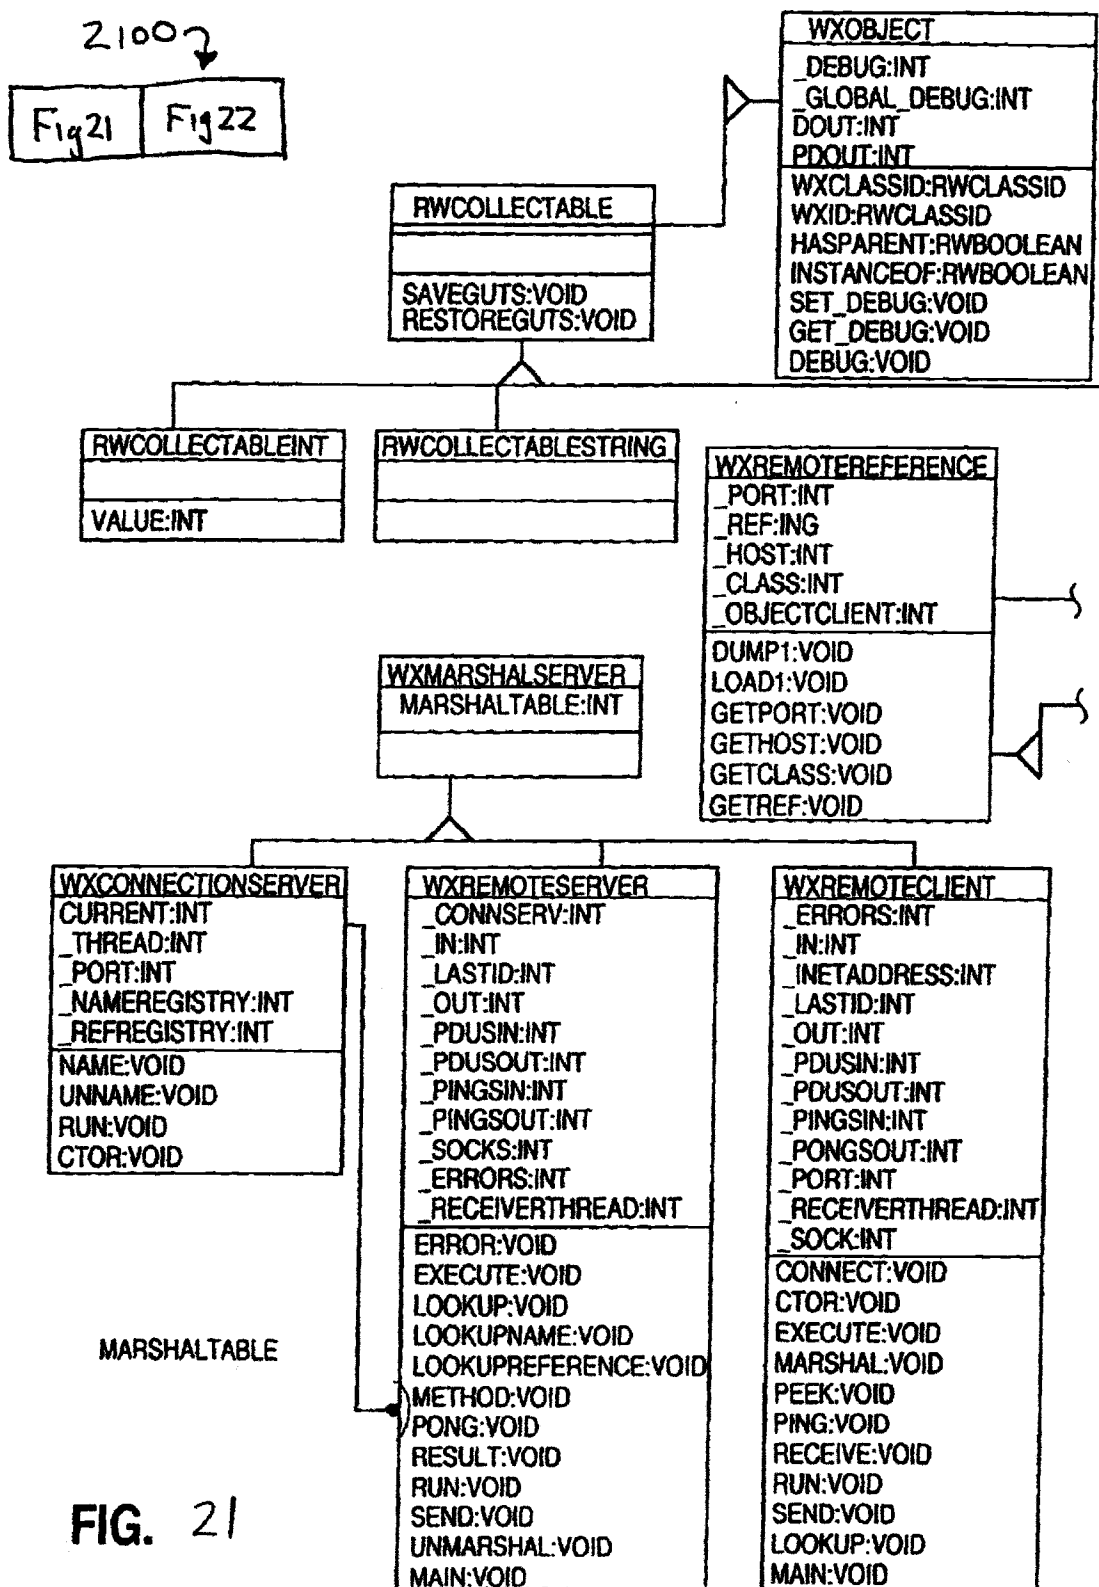 2100
Fig21 Fig22
WXOBJECT
_DEBUG:INT
_GLOBAL_DEBUG:INT
DOUT:INT
PDOUT:INT
WXCLASSID:RWCLASSID
WXID:RWCLASSID
HASPARENT:RWBOOLEAN
INSTANCEOF:RWBOOLEAN
SET_DEBUG:VOID
GET_DEBUG:VOID
DEBUG:VOID
RWCOLLECTABLE
SAVEGUTS:VOID
RESTOREGUTS:VOID
RWCOLLECTABLEINT
VALUE:INT
RWCOLLECTABLESTRING
WXREMOTEREFERENCE
_PORT:INT
_REF:ING
_HOST:INT
_CLASS:INT
_OBJECTCLIENT:INT
DUMP1:VOID
LOAD1:VOID
GETPORT:VOID
GETHOST:VOID
GETCLASS:VOID
GETREF:VOID
WXMARSHALSERVER
MARSHALTABLE:INT
WXCONNECTIONSERVER
CURRENT:INT
_THREAD:INT
_PORT:INT
_NAMEREGISTRY:INT
_REFREGISTRY:INT
NAME:VOID
UNNAME:VOID
RUN:VOID
CTOR:VOID
WXREMOTESERVER
_CONNSERV:INT
_IN:INT
_LASTID:INT
_OUT:INT
_PDUSIN:INT
_PDUSOUT:INT
_PINGSIN:INT
_PINGSOUT:INT
_SOCKS:INT
_ERRORS:INT
_RECEIVERTHREAD:INT
ERROR:VOID
EXECUTE:VOID
LOOKUP:VOID
LOOKUPNAME:VOID
LOOKUPREFERENCE:VOID
METHOD:VOID
PONG:VOID
RESULT:VOID
RUN:VOID
SEND:VOID
UNMARSHAL:VOID
MAIN:VOID
WXREMOTECLIENT
_ERRORS:INT
_IN:INT
_INETADDRESS:INT
_LASTID:INT
_OUT:INT
_PDUSIN:INT
_PDUSOUT:INT
_PINGSIN:INT
_PONGSOUT:INT
_PORT:INT
_RECEIVERTHREAD:INT
_SOCK:INT
CONNECT:VOID
CTOR:VOID
EXECUTE:VOID
MARSHAL:VOID
PEEK:VOID
PING:VOID
RECEIVE:VOID
RUN:VOID
SEND:VOID
LOOKUP:VOID
MAIN:VOID
MARSHALTABLE
FIG. 21